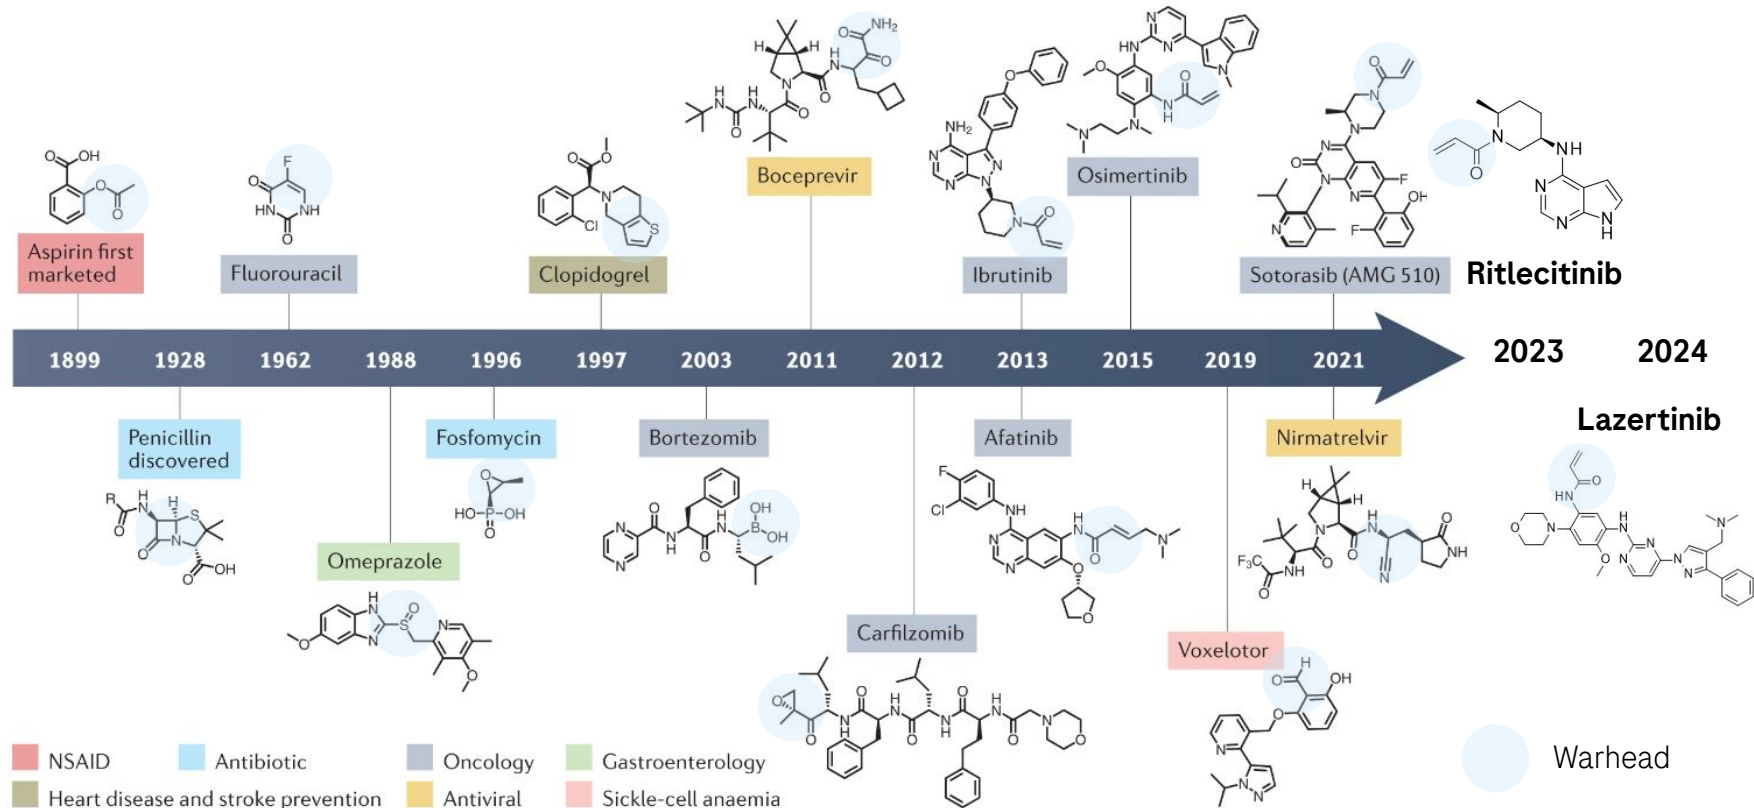 Boceprevir
Osimertinib
Aspirin first
marketed
Fluorouracil
Clopidogrel
Ibrutinib
Sotorasib (AMG 510)
Ritlecitinib
1899 1928 1962 1988 1996 1997 2003 2011 2012 2013 2015 2019 2021 2023 2024
Lazertinib
Penicillin
discovered
Fosfomycin
Bortezomib
Afatinib
Nirmatrelvir
Omeprazole
Carfilzomib
Voxelotor
NSAID
Antibiotic
Oncology
Gastroenterology
Heart disease and stroke prevention
Antiviral
Sickle-cell anaemia
Warhead